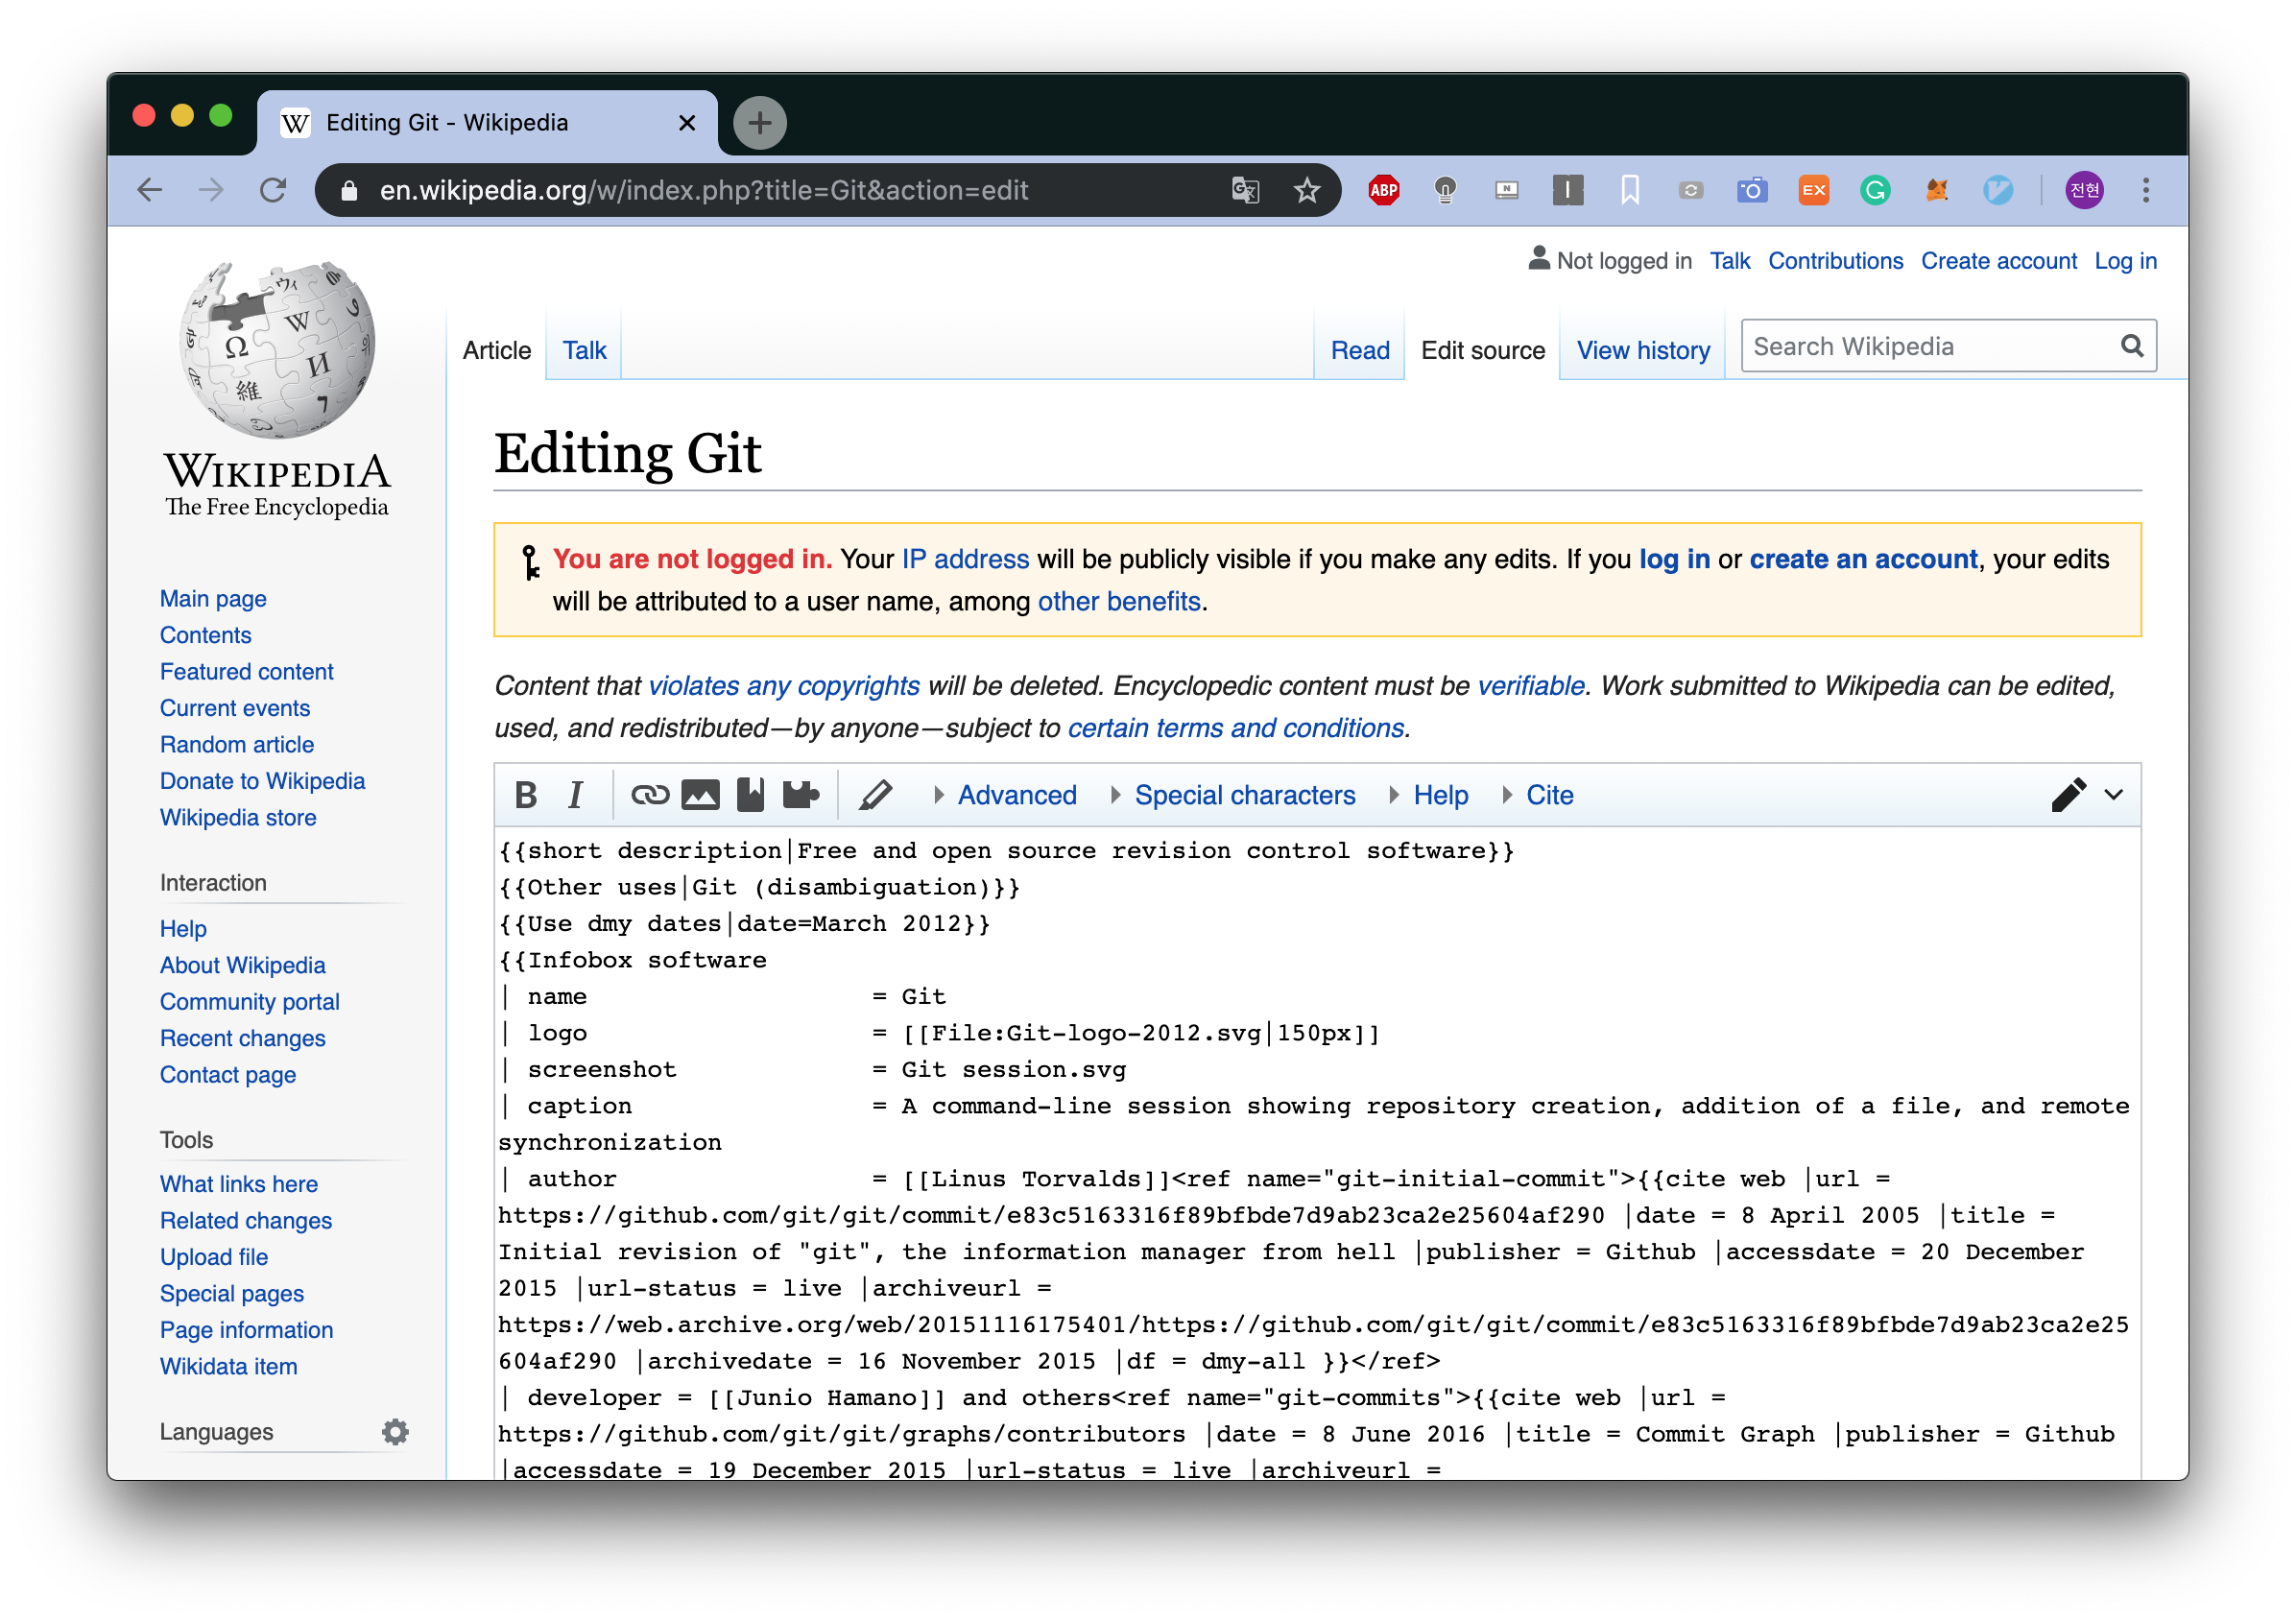 Editing Git - Wikipedia
en.wikipedia.org/w/index.php?title=Git&action=edit
ABP
N
EX
G
전현
Not logged in Talk Contributions Create account Log in
Article Talk Read Edit source View history Search Wikipedia
WIKIPEDIA
The Free Encyclopedia
Main page
Contents
Featured content
Current events
Random article
Donate to Wikipedia
Wikipedia store
Interaction
Help
About Wikipedia
Community portal
Recent changes
Contact page
Tools
What links here
Related changes
Upload file
Special pages
Page information
Wikidata item
Languages
Editing Git
You are not logged in. Your IP address will be publicly visible if you make any edits. If you log in or create an account, your edits
will be attributed to a user name, among other benefits.
Content that violates any copyrights will be deleted. Encyclopedic content must be verifiable. Work submitted to Wikipedia can be edited,
used, and redistributed—by anyone—subject to certain terms and conditions.
B I Advanced Special characters Help Cite
{{short description|Free and open source revision control software}}
{{Other uses|Git (disambiguation)}}
{{Use dmy dates|date=March 2012}}
{{Infobox software
| name = Git
| logo = [[File:Git-logo-2012.svg|150px]]
| screenshot = Git session.svg
| caption = A command-line session showing repository creation, addition of a file, and remote
synchronization
| author = [[Linus Torvalds]]<ref name="git-initial-commit">{{cite web |url =
https://github.com/git/git/commit/e83c5163316f89bfbde7d9ab23ca2e25604af290 |date = 8 April 2005 |title =
Initial revision of "git", the information manager from hell |publisher = Github |accessdate = 20 December
2015 |url-status = live |archiveurl =
https://web.archive.org/web/20151116175401/https://github.com/git/git/commit/e83c5163316f89bfbde7d9ab23ca2e25
604af290 |archivedate = 16 November 2015 |df = dmy-all }}</ref>
| developer = [[Junio Hamano]] and others<ref name="git-commits">{{cite web |url =
https://github.com/git/git/graphs/contributors |date = 8 June 2016 |title = Commit Graph |publisher = Github
|accessdate = 19 December 2015 |url-status = live |archiveurl =